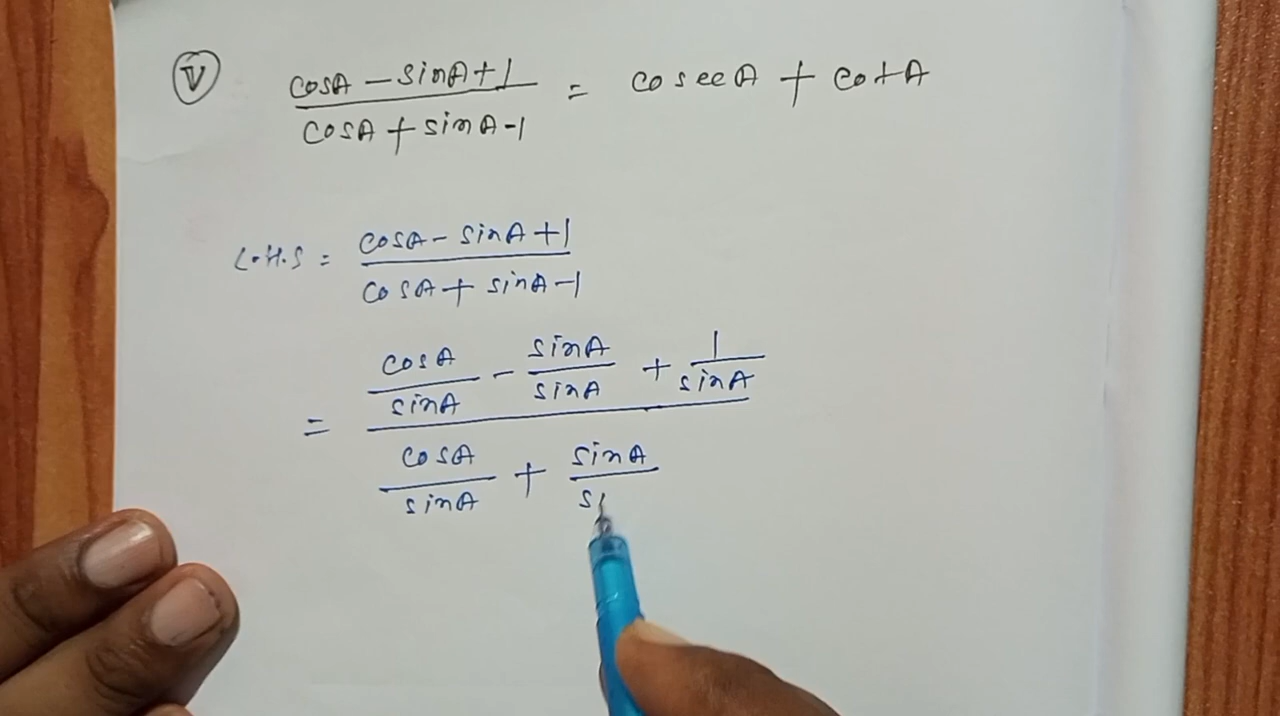 (V) (cosA - sinA + 1)/(cosA + sinA - 1) = cosecA + cotA
L.H.S = (cosA - sinA + 1)/(cosA + sinA - 1)
= (cosA/sinA - sinA/sinA + 1/sinA)/(cosA/sinA + sinA/si